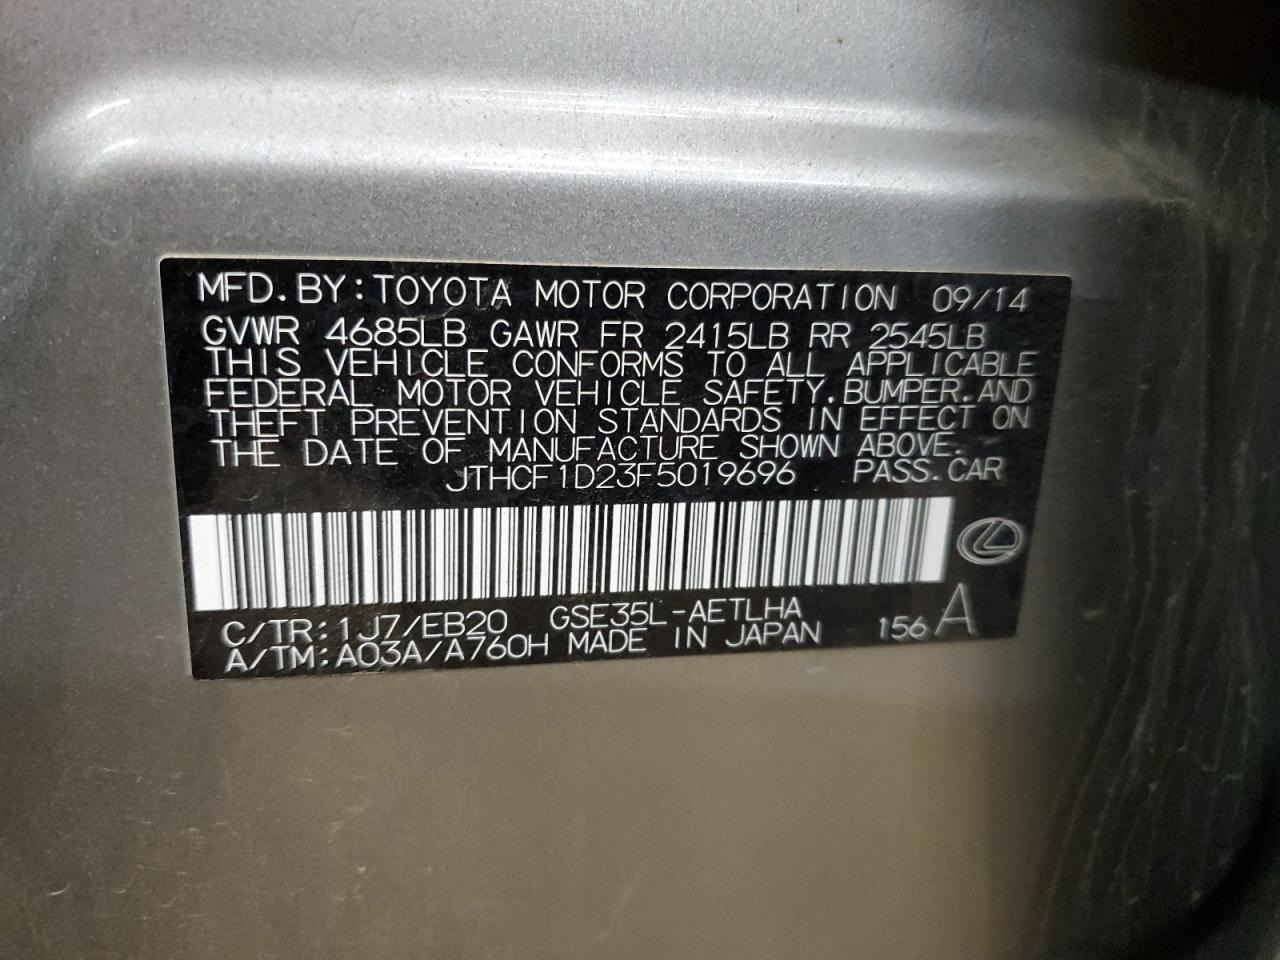 MFD. BY: TOYOTA MOTOR CORPORATION 09/14
GVWR 4685LB GAWR FR 2415LB RR 2545LB
THIS VEHICLE CONFORMS TO ALL APPLICABLE
FEDERAL MOTOR VEHICLE SAFETY. BUMPER. AND
THEFT PREVENTION STANDARDS IN EFFECT ON
THE DATE OF MANUFACTURE SHOWN ABOVE.
JTHCF1D23F5019696 PASS. CAR
C/TR: 1J7/EB20 GSE35L-AETLHA
A/TM: A03A/A760H MADE IN JAPAN 156 A